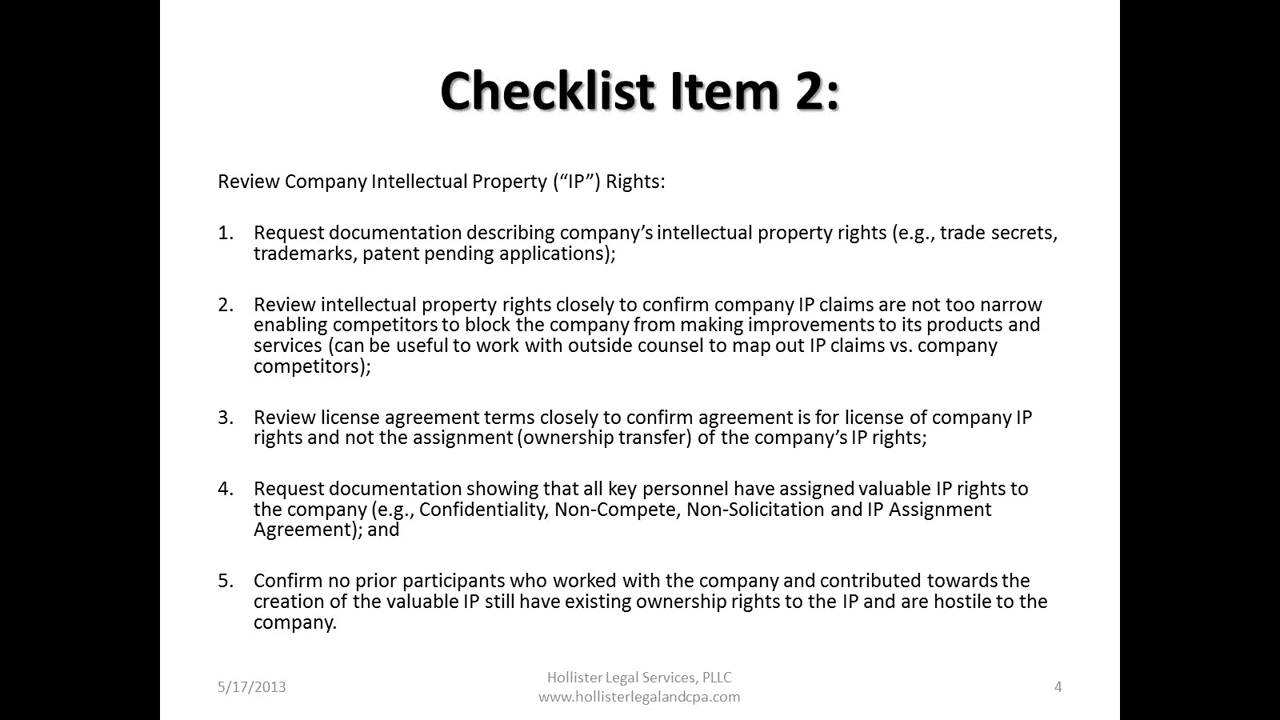 Checklist Item 2:
Review Company Intellectual Property (“IP”) Rights:
1. Request documentation describing company’s intellectual property rights (e.g., trade secrets,
trademarks, patent pending applications);
2. Review intellectual property rights closely to confirm company IP claims are not too narrow
enabling competitors to block the company from making improvements to its products and
services (can be useful to work with outside counsel to map out IP claims vs. company
competitors);
3. Review license agreement terms closely to confirm agreement is for license of company IP
rights and not the assignment (ownership transfer) of the company’s IP rights;
4. Request documentation showing that all key personnel have assigned valuable IP rights to
the company (e.g., Confidentiality, Non-Compete, Non-Solicitation and IP Assignment
Agreement); and
5. Confirm no prior participants who worked with the company and contributed towards the
creation of the valuable IP still have existing ownership rights to the IP and are hostile to the
company.
5/17/2013
Hollister Legal Services, PLLC
www.hollisterlegalandcpa.com
4